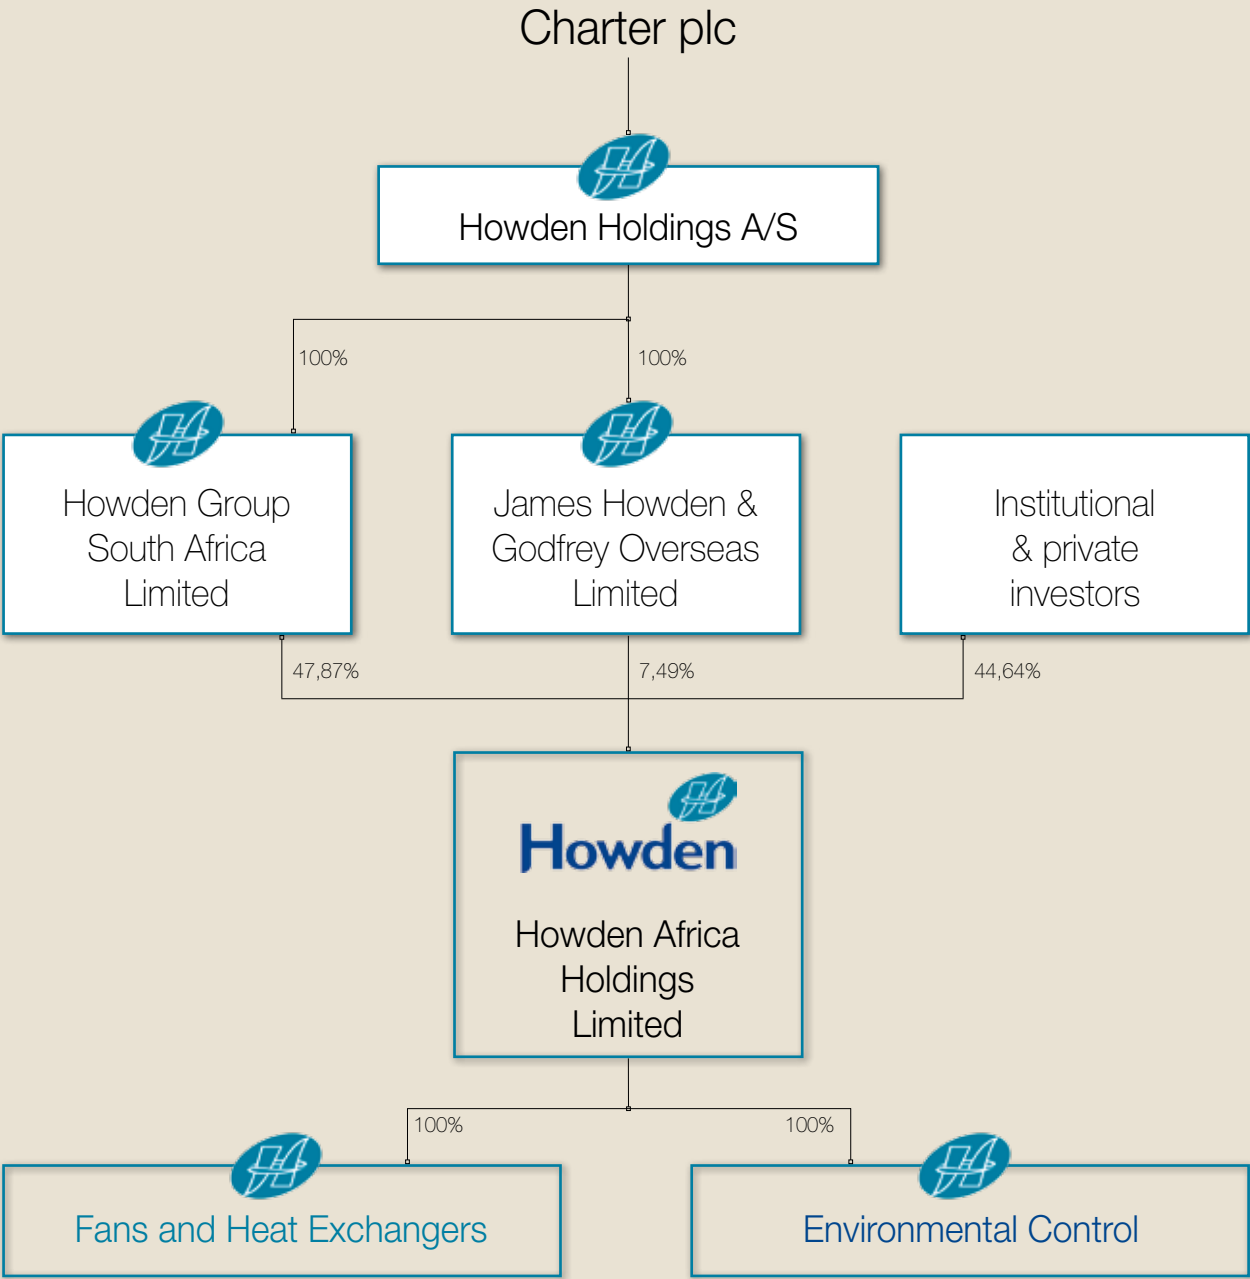 Charter plc
Howden Holdings A/S
100%
100%
Howden Group
South Africa
Limited
James Howden &
Godfrey Overseas
Limited
Institutional
& private
investors
47,87%
7,49%
44,64%
Howden
Howden Africa
Holdings
Limited
100%
100%
Fans and Heat Exchangers
Environmental Control